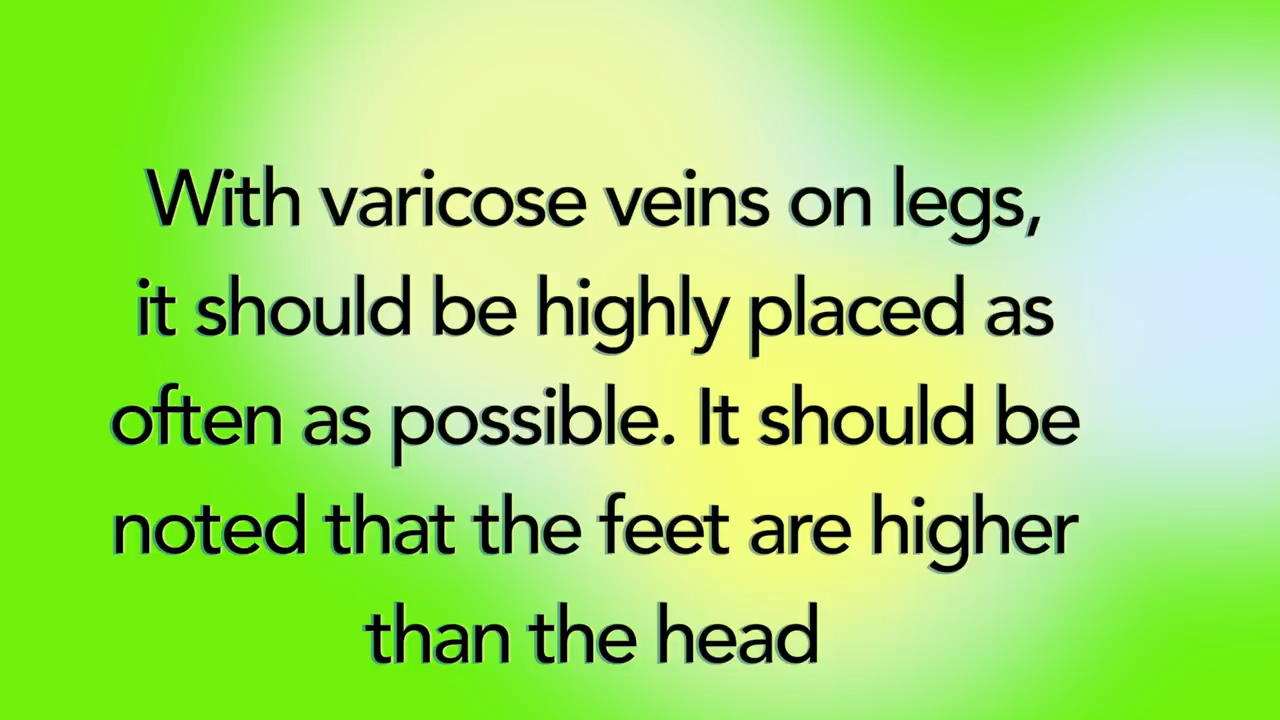 With varicose veins on legs,
it should be highly placed as
often as possible. It should be
noted that the feet are higher
than the head